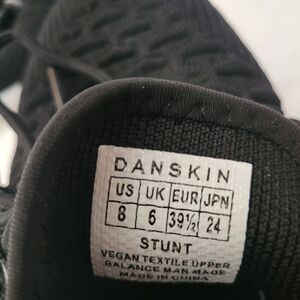 DANSKIN
US UK EUR JPN
8 6 39½ 24
STUNT
VEGAN TEXTILE UPPER
BALANCE MAN MADE
MADE IN CHINA